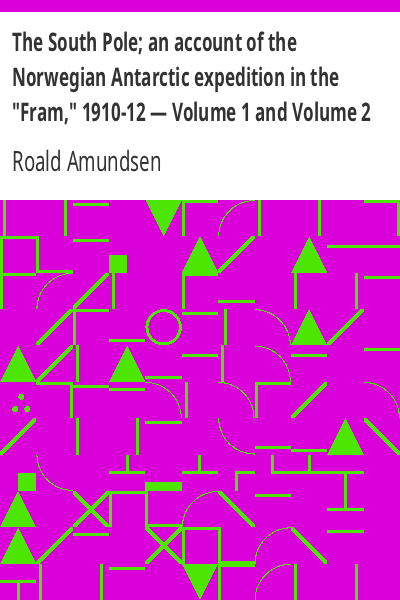 The South Pole; an account of the
Norwegian Antarctic expedition in the
"Fram," 1910-12 — Volume 1 and Volume 2
Roald Amundsen